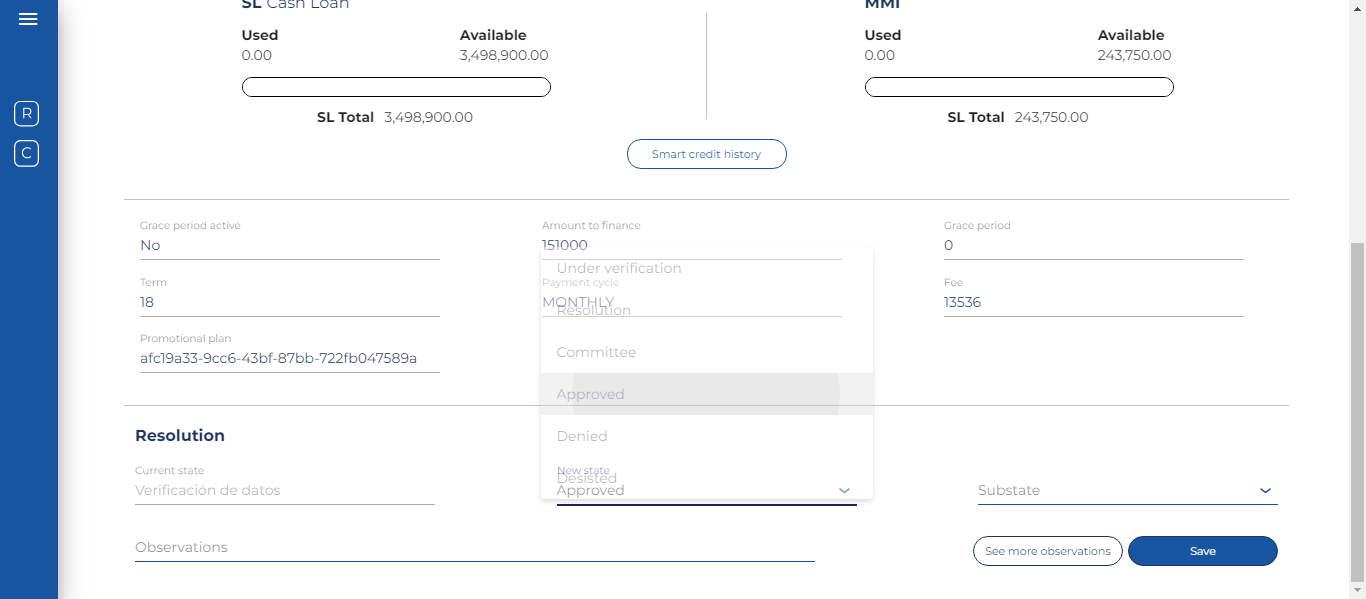 SL Cash Loan
MMI
Used Available
0.00 3,498,900.00
SL Total 3,498,900.00
Used Available
0.00 243,750.00
SL Total 243,750.00
R
C
Smart credit history
Grace period active
No
Amount to finance
151000
Grace period
0
Term
18
Payment cycle
MONTHLY
Fee
13536
Promotional plan
afc19a33-9cc6-43bf-87bb-722fb047589a
Under verification
Resolution
Committee
Approved
Denied
Desisted
Resolution
Current state
Verificación de datos
New state
Approved
Substate
Observations
See more observations
Save